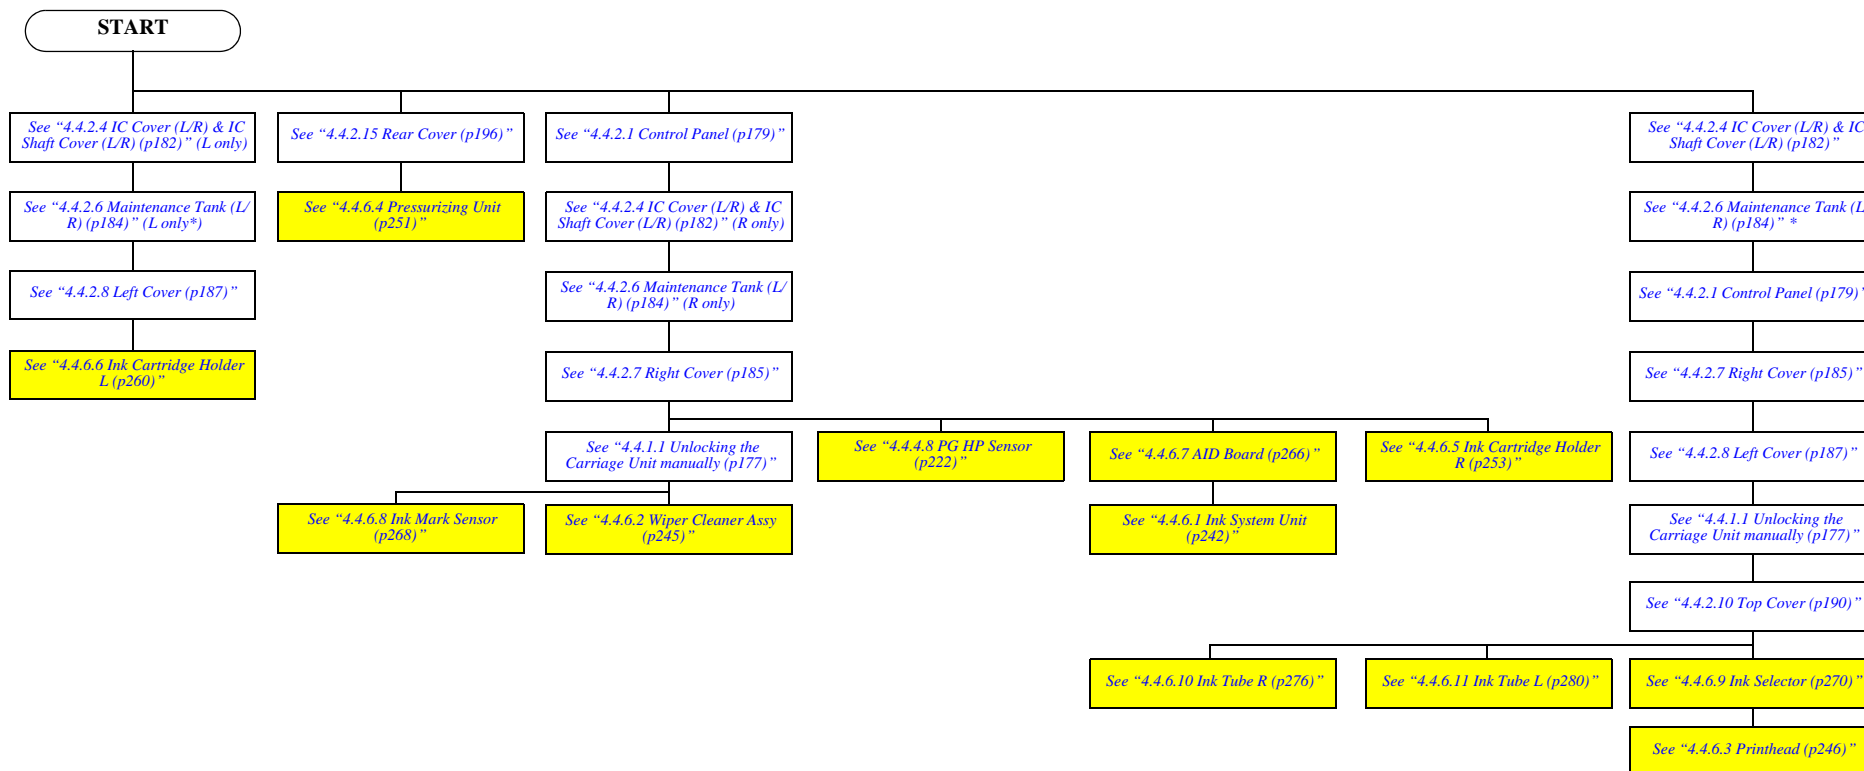 START
See “4.4.2.4 IC Cover (L/R) & IC
Shaft Cover (L/R) (p182)” (L only)
See “4.4.2.15 Rear Cover (p196)”
See “4.4.2.1 Control Panel (p179)”
See “4.4.2.4 IC Cover (L/R) & IC
Shaft Cover (L/R) (p182)”
See “4.4.2.6 Maintenance Tank (L/
R) (p184)” (L only*)
See “4.4.6.4 Pressurizing Unit
(p251)”
See “4.4.2.4 IC Cover (L/R) & IC
Shaft Cover (L/R) (p182)” (R only)
See “4.4.2.6 Maintenance Tank (L
R) (p184)” *
See “4.4.2.8 Left Cover (p187)”
See “4.4.2.6 Maintenance Tank (L/
R) (p184)” (R only)
See “4.4.2.1 Control Panel (p179)”
See “4.4.6.6 Ink Cartridge Holder
L (p260)”
See “4.4.2.7 Right Cover (p185)”
See “4.4.2.7 Right Cover (p185)”
See “4.4.1.1 Unlocking the
Carriage Unit manually (p177)”
See “4.4.4.8 PG HP Sensor
(p222)”
See “4.4.6.7 AID Board (p266)”
See “4.4.6.5 Ink Cartridge Holder
R (p253)”
See “4.4.2.8 Left Cover (p187)”
See “4.4.6.8 Ink Mark Sensor
(p268)”
See “4.4.6.2 Wiper Cleaner Assy
(p245)”
See “4.4.6.1 Ink System Unit
(p242)”
See “4.4.1.1 Unlocking the
Carriage Unit manually (p177)”
See “4.4.2.10 Top Cover (p190)”
See “4.4.6.10 Ink Tube R (p276)”
See “4.4.6.11 Ink Tube L (p280)”
See “4.4.6.9 Ink Selector (p270)”
See “4.4.6.3 Printhead (p246)”